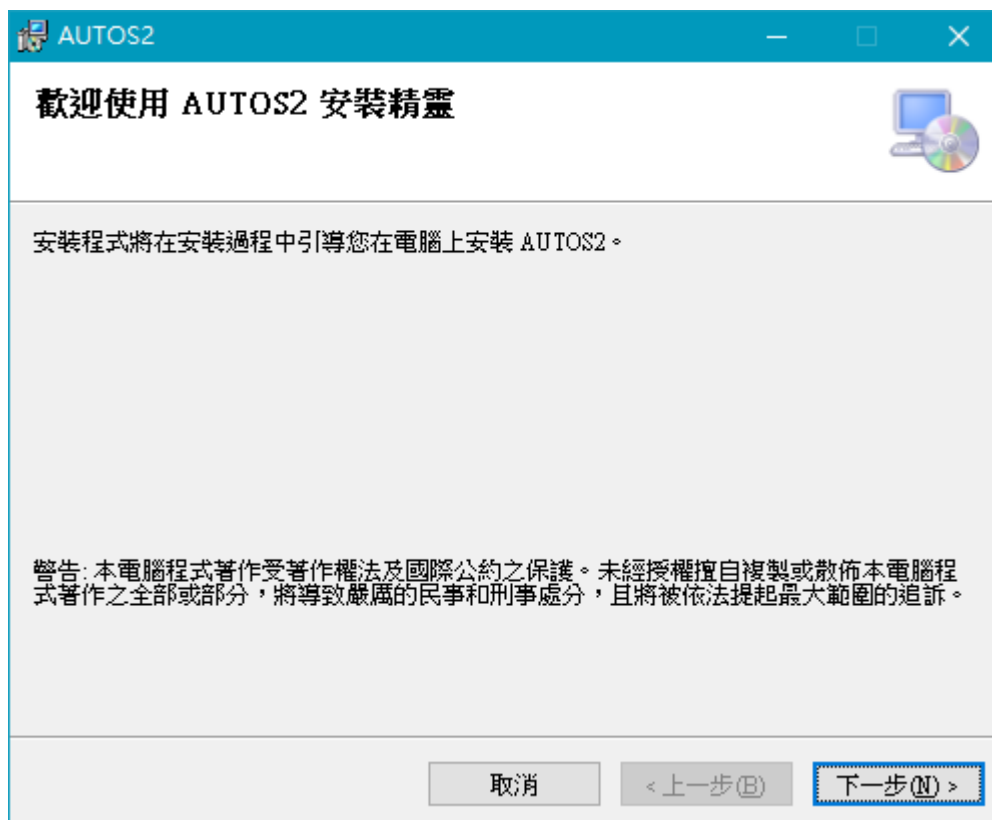 AUTOS2
歡迎使用 AUTOS2 安裝精靈
安裝程式將在安裝過程中引導您在電腦上安裝 AUTOS2。
警告: 本電腦程式著作受著作權法及國際公約之保護。未經授權擅自複製或散佈本電腦程
式著作之全部或部分，將導致嚴厲的民事和刑事處分，且將被依法提起最大範圍的追訴。
取消
<上一步(B)
下一步(N) >